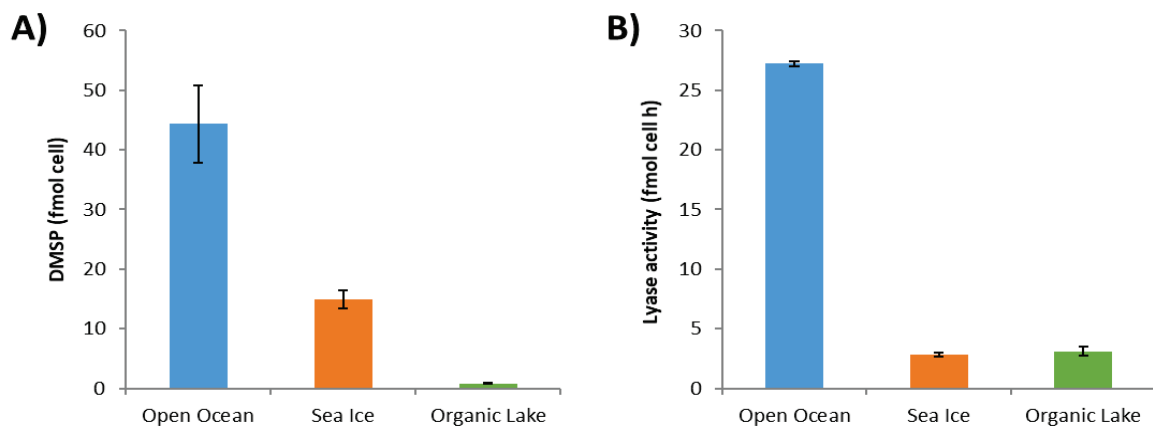 A)
60
50
40
30
20
10
0
DMSP (fmol cell)
Open Ocean Sea Ice Organic Lake
B)
30
25
20
15
10
5
0
Lyase activity (fmol cell h)
Open Ocean Sea Ice Organic Lake